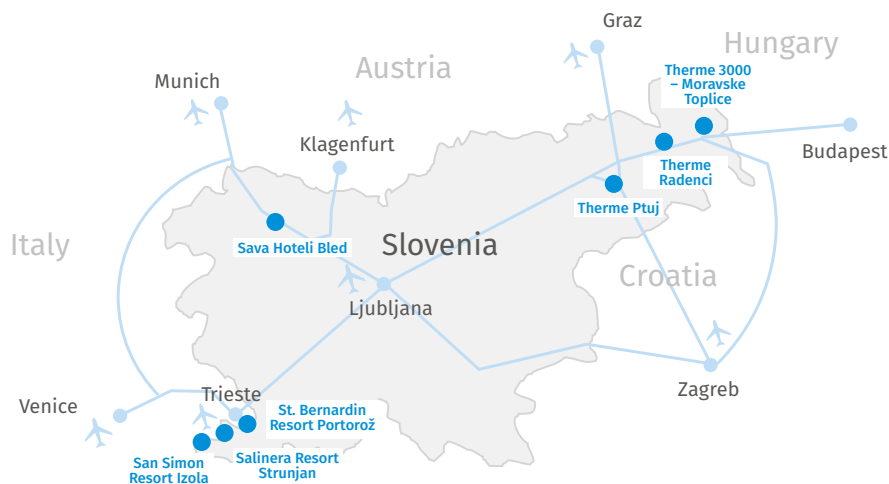 Graz
Hungary
Austria
Therme 3000
– Moravske
Toplice
Munich
Klagenfurt
Budapest
Therme
Radenci
Therme Ptuj
Italy
Sava Hoteli Bled
Slovenia
Croatia
Ljubljana
Trieste
Zagreb
Venice
St. Bernardin
Resort Portorož
San Simon
Resort Izola
Salinera Resort
Strunjan